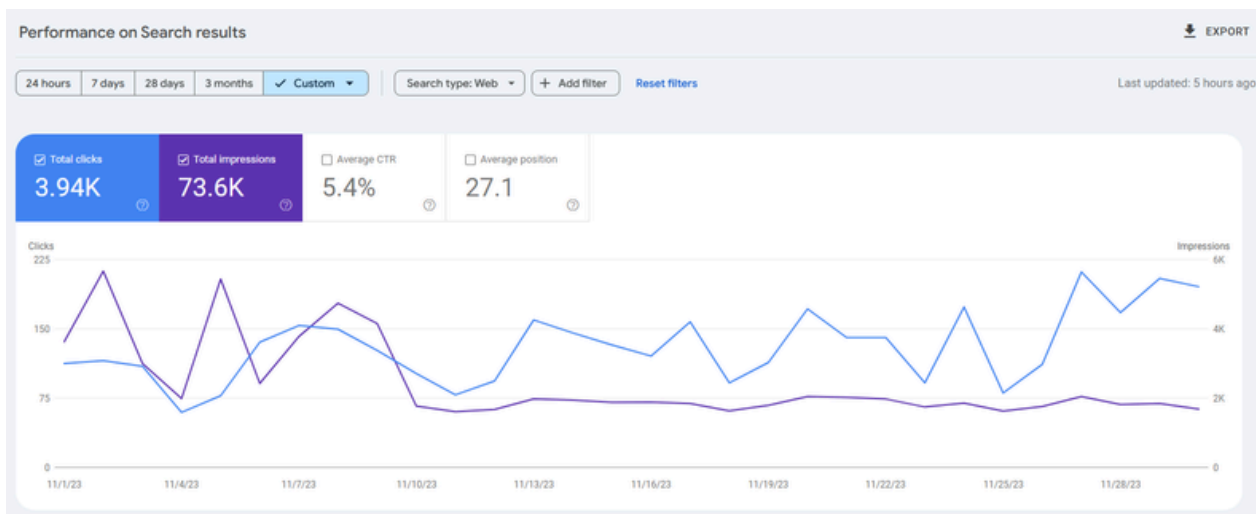 Performance on Search results
EXPORT
24 hours 7 days 28 days 3 months Custom Search type: Web + Add filter Reset filters Last updated: 5 hours ago
Total clicks Total impressions Average CTR Average position
3.94K 73.6K 5.4% 27.1
Clicks Impressions
225 6K
150 4K
75 2K
0 0
11/1/23 11/4/23 11/7/23 11/10/23 11/13/23 11/16/23 11/19/23 11/22/23 11/25/23 11/28/23